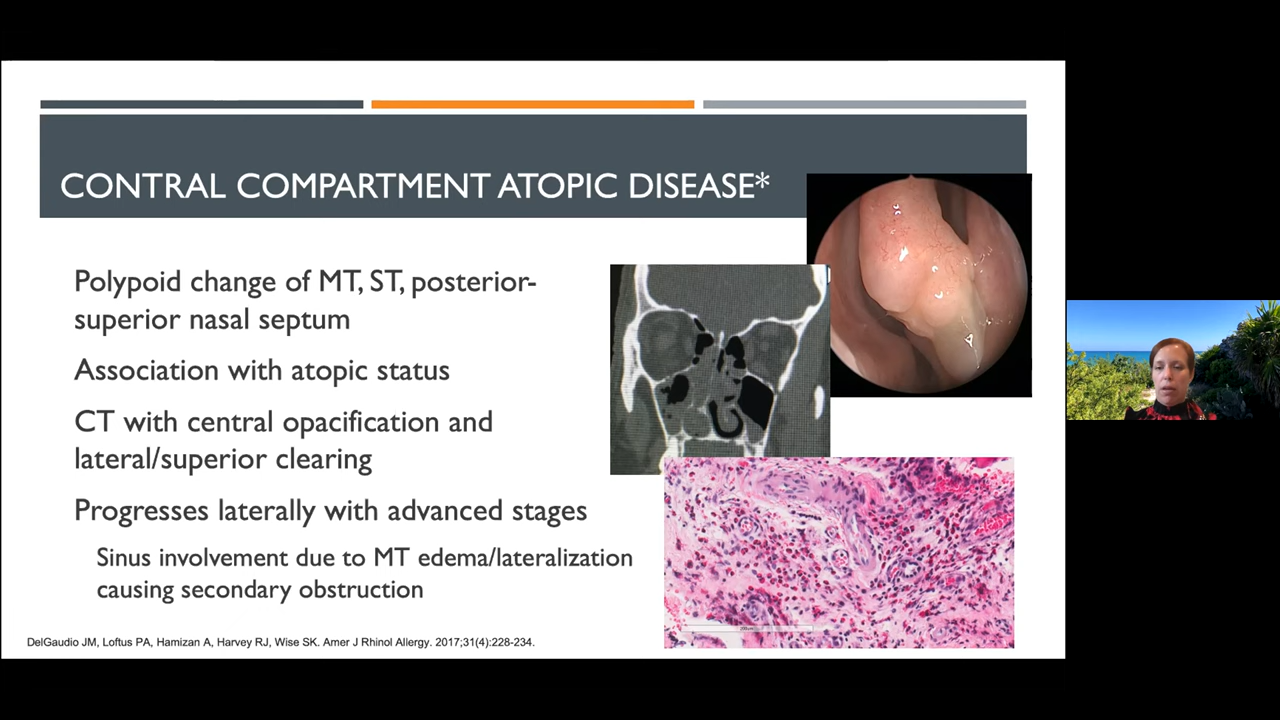 CONTRAL COMPARTMENT ATOPIC DISEASE*
Polypoid change of MT, ST, posterior-
superior nasal septum
Association with atopic status
CT with central opacification and
lateral/superior clearing
Progresses laterally with advanced stages
Sinus involvement due to MT edema/lateralization
causing secondary obstruction
DelGaudio JM, Loftus PA, Hamizan A, Harvey RJ, Wise SK. Amer J Rhinol Allergy. 2017;31(4):228-234.